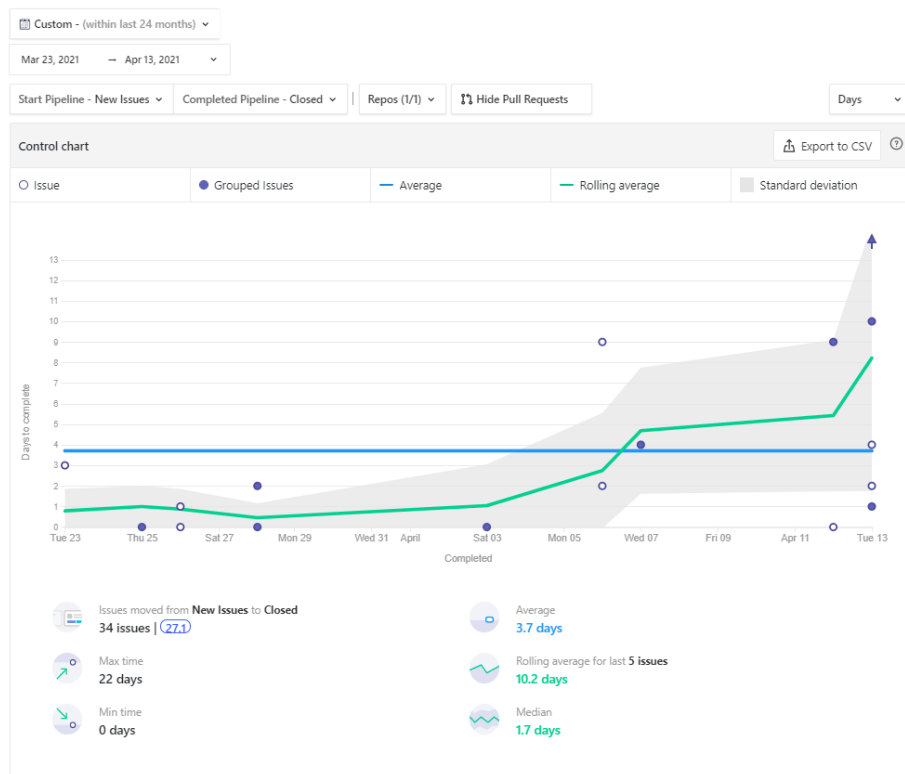 Custom - (within last 24 months)
Mar 23, 2021 → Apr 13, 2021
Start Pipeline - New Issues Completed Pipeline - Closed Repos (1/1) Hide Pull Requests Days
Control chart Export to CSV ?
Issue Grouped Issues Average Rolling average Standard deviation
13
12
11
10
9
8
7
6
5
4
3
2
1
0
Days to complete
Tue 23 Thu 25 Sat 27 Mon 29 Wed 31 April Sat 03 Mon 05 Wed 07 Fri 09 Apr 11 Tue 13
Completed
Issues moved from New Issues to Closed
34 issues | 27.1
Max time
22 days
Min time
0 days
Average
3.7 days
Rolling average for last 5 issues
10.2 days
Median
1.7 days